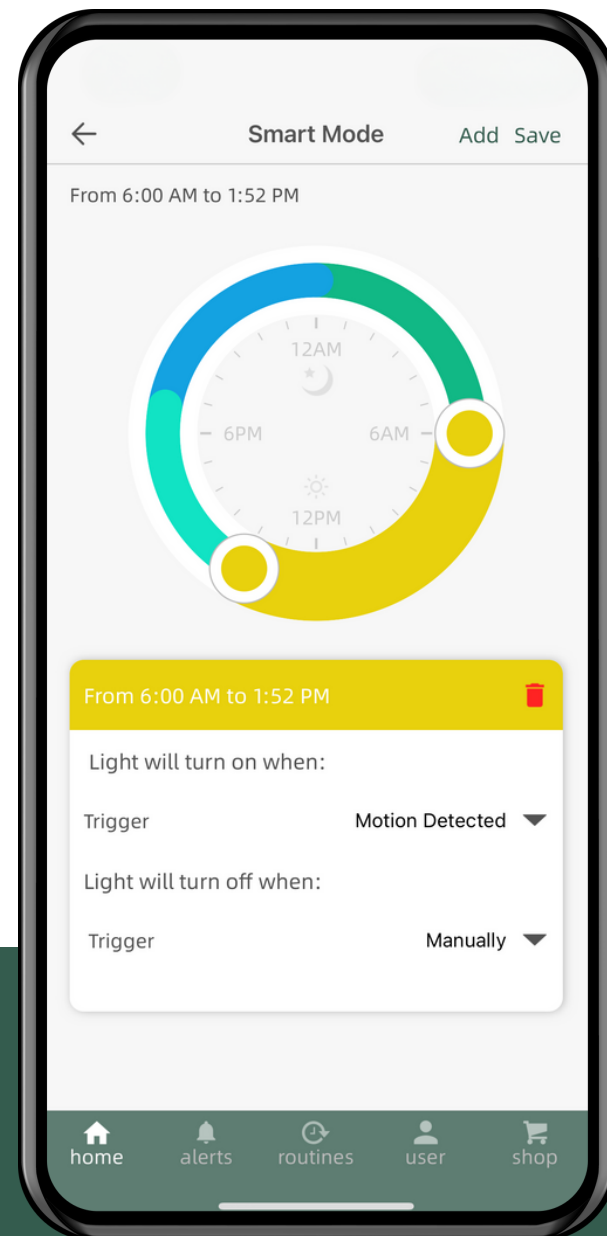 Smart Mode Add Save
From 6:00 AM to 1:52 PM
12AM
6PM 6AM
12PM
From 6:00 AM to 1:52 PM
Light will turn on when:
Trigger Motion Detected
Light will turn off when:
Trigger Manually
home alerts routines user shop